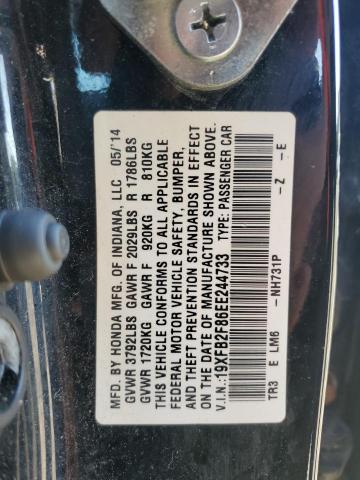 MFD. BY HONDA MFG. OF INDIANA, LLC 05/'14
GVWR 3792LBS GAWR F 2029LBS R 1786LBS
GVWR 1720KG GAWR F 920KG R 810KG
THIS VEHICLE CONFORMS TO ALL APPLICABLE
FEDERAL MOTOR VEHICLE SAFETY, BUMPER,
AND THEFT PREVENTION STANDARDS IN EFFECT
ON THE DATE OF MANUFACTURE SHOWN ABOVE.
V.I.N.:19XFB2F86EE244733 TYPE: PASSENGER CAR
TR3 E LM6 -NH731P -Z -E